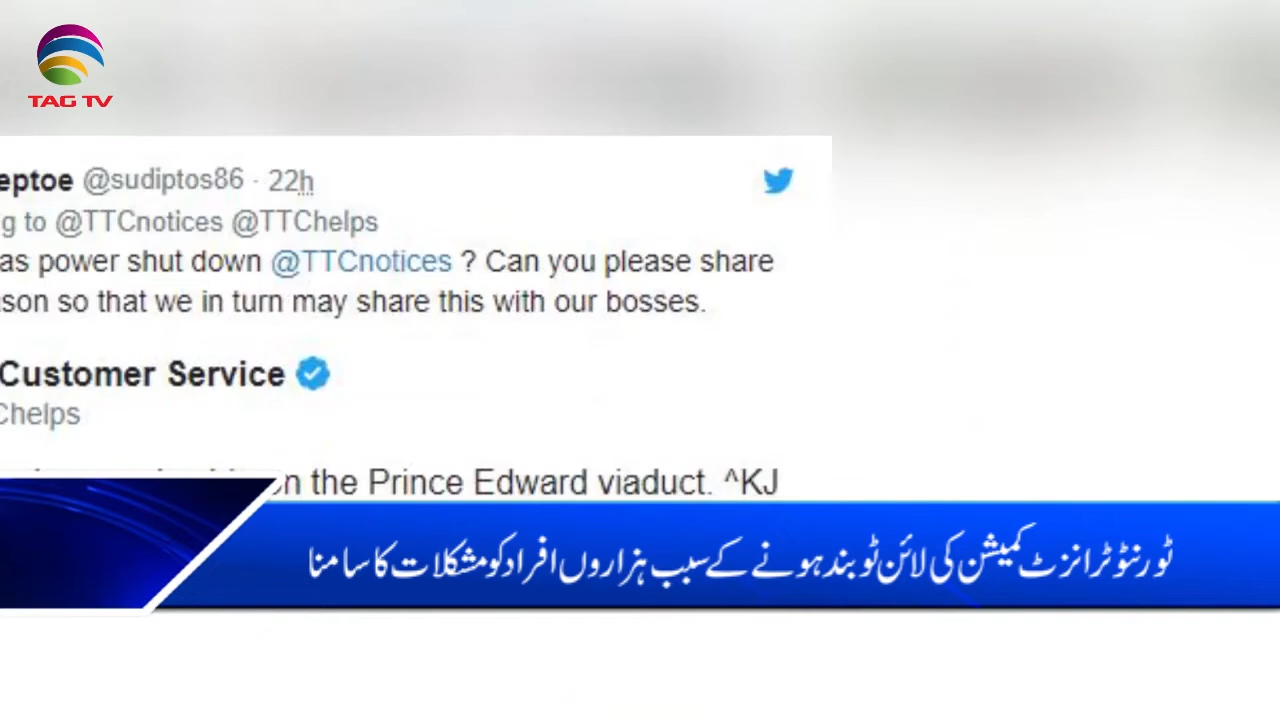 TAG TV
eptoe @sudiptos86 · 22h
g to @TTCnotices @TTChelps
as power shut down @TTCnotices ? Can you please share
son so that we in turn may share this with our bosses.
Customer Service
Chelps
on the Prince Edward viaduct. ^KJ
ٹورنٹو ٹرانزٹ کمیشن کی لائن ٹو بند ہونے کے سبب ہزاروں افراد کو مشکلات کا سامنا